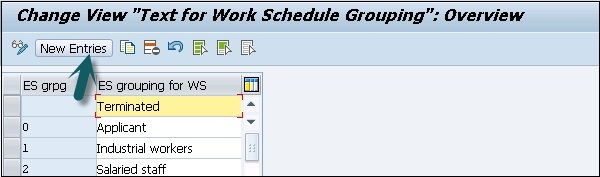 Change View "Text for Work Schedule Grouping": Overview
New Entries
ES grpg ES grouping for WS
Terminated
0 Applicant
1 Industrial workers
2 Salaried staff